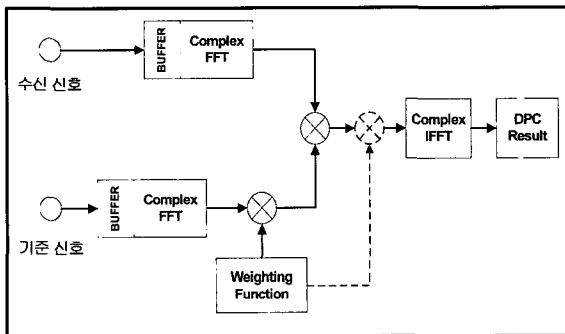 BUFFER
Complex
FFT
수신 신호
Complex
IFFT
DPC
Result
BUFFER
Complex
FFT
기준 신호
Weighting
Function